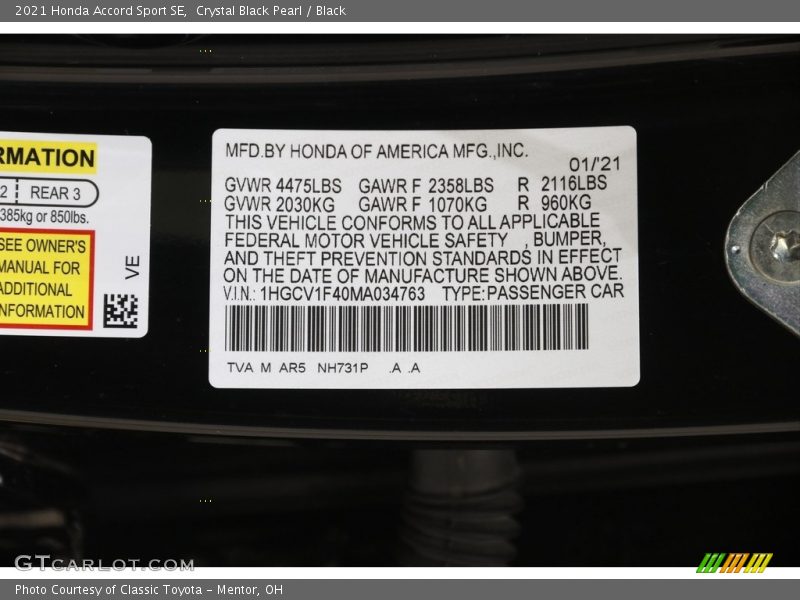 2021 Honda Accord Sport SE, Crystal Black Pearl / Black
RMATION
2 REAR 3
385kg or 850lbs.
SEE OWNER'S
MANUAL FOR
ADDITIONAL
INFORMATION
VE
MFD.BY HONDA OF AMERICA MFG.,INC.
01/'21
GVWR 4475LBS GAWR F 2358LBS R 2116LBS
GVWR 2030KG GAWR F 1070KG R 960KG
THIS VEHICLE CONFORMS TO ALL APPLICABLE
FEDERAL MOTOR VEHICLE SAFETY , BUMPER,
AND THEFT PREVENTION STANDARDS IN EFFECT
ON THE DATE OF MANUFACTURE SHOWN ABOVE.
V.I.N.: 1HGCV1F40MA034763 TYPE:PASSENGER CAR
TVA M AR5 NH731P .A .A
GTCARLOT.COM
Photo Courtesy of Classic Toyota - Mentor, OH